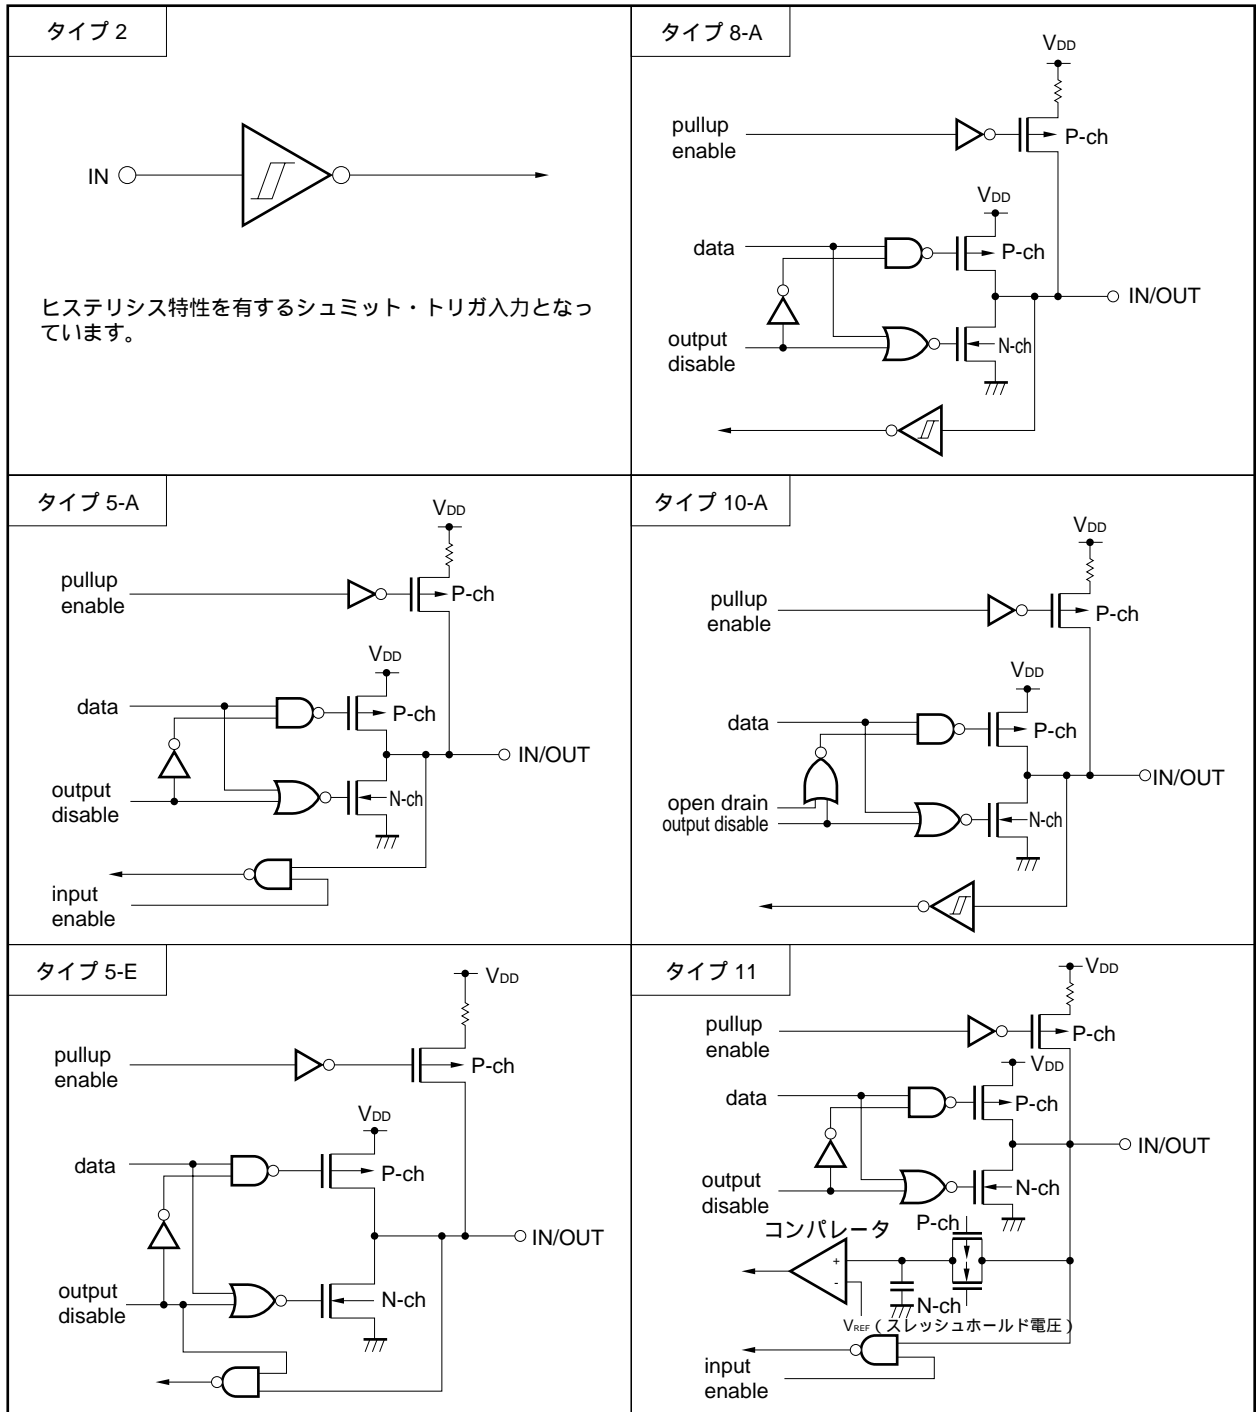 タイプ 2
IN
ヒステリシス特性を有するシュミット・トリガ入力となっ
ています。
タイプ 8-A
VDD
pullup
enable
P-ch
VDD
data
P-ch
IN/OUT
output
disable
N-ch
タイプ 5-A
VDD
pullup
enable
P-ch
VDD
data
P-ch
IN/OUT
output
disable
N-ch
input
enable
タイプ 10-A
VDD
pullup
enable
P-ch
VDD
data
P-ch
IN/OUT
open drain
output disable
N-ch
タイプ 5-E
VDD
pullup
enable
P-ch
VDD
data
P-ch
IN/OUT
output
disable
N-ch
タイプ 11
VDD
pullup
enable
P-ch
VDD
data
P-ch
IN/OUT
output
disable
N-ch
コンパレータ
P-ch
+
-
N-ch
VREF (スレッシュホールド電圧)
input
enable